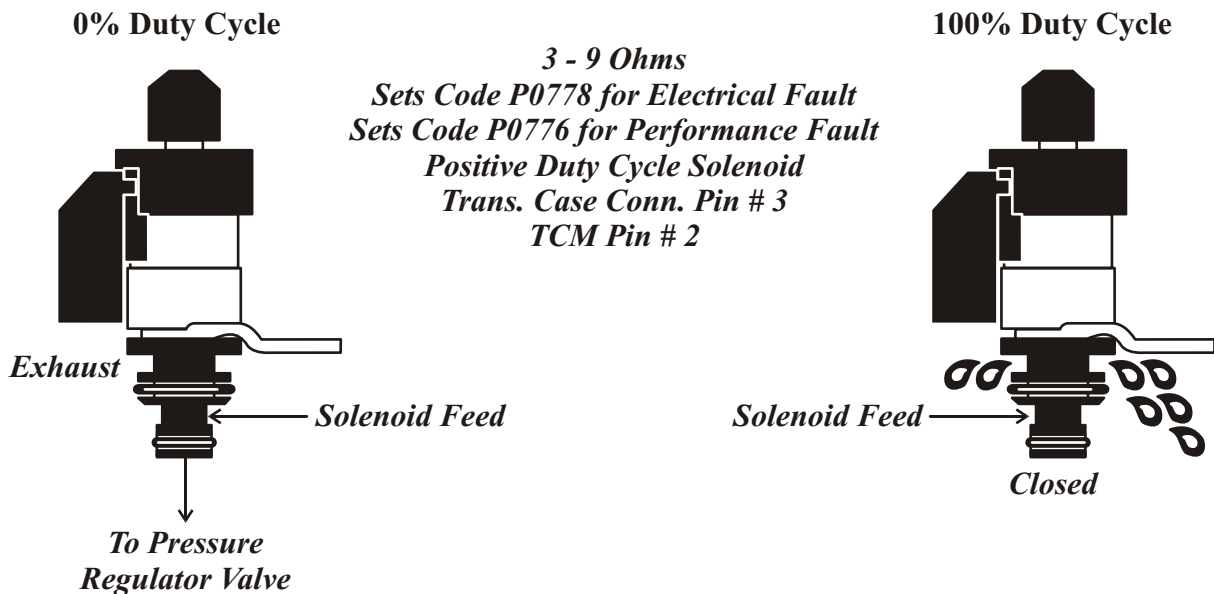 0% Duty Cycle
100% Duty Cycle
3 - 9 Ohms
Sets Code P0778 for Electrical Fault
Sets Code P0776 for Performance Fault
Positive Duty Cycle Solenoid
Trans. Case Conn. Pin # 3
TCM Pin # 2
Exhaust
Solenoid Feed
To Pressure
Regulator Valve
Solenoid Feed
Closed